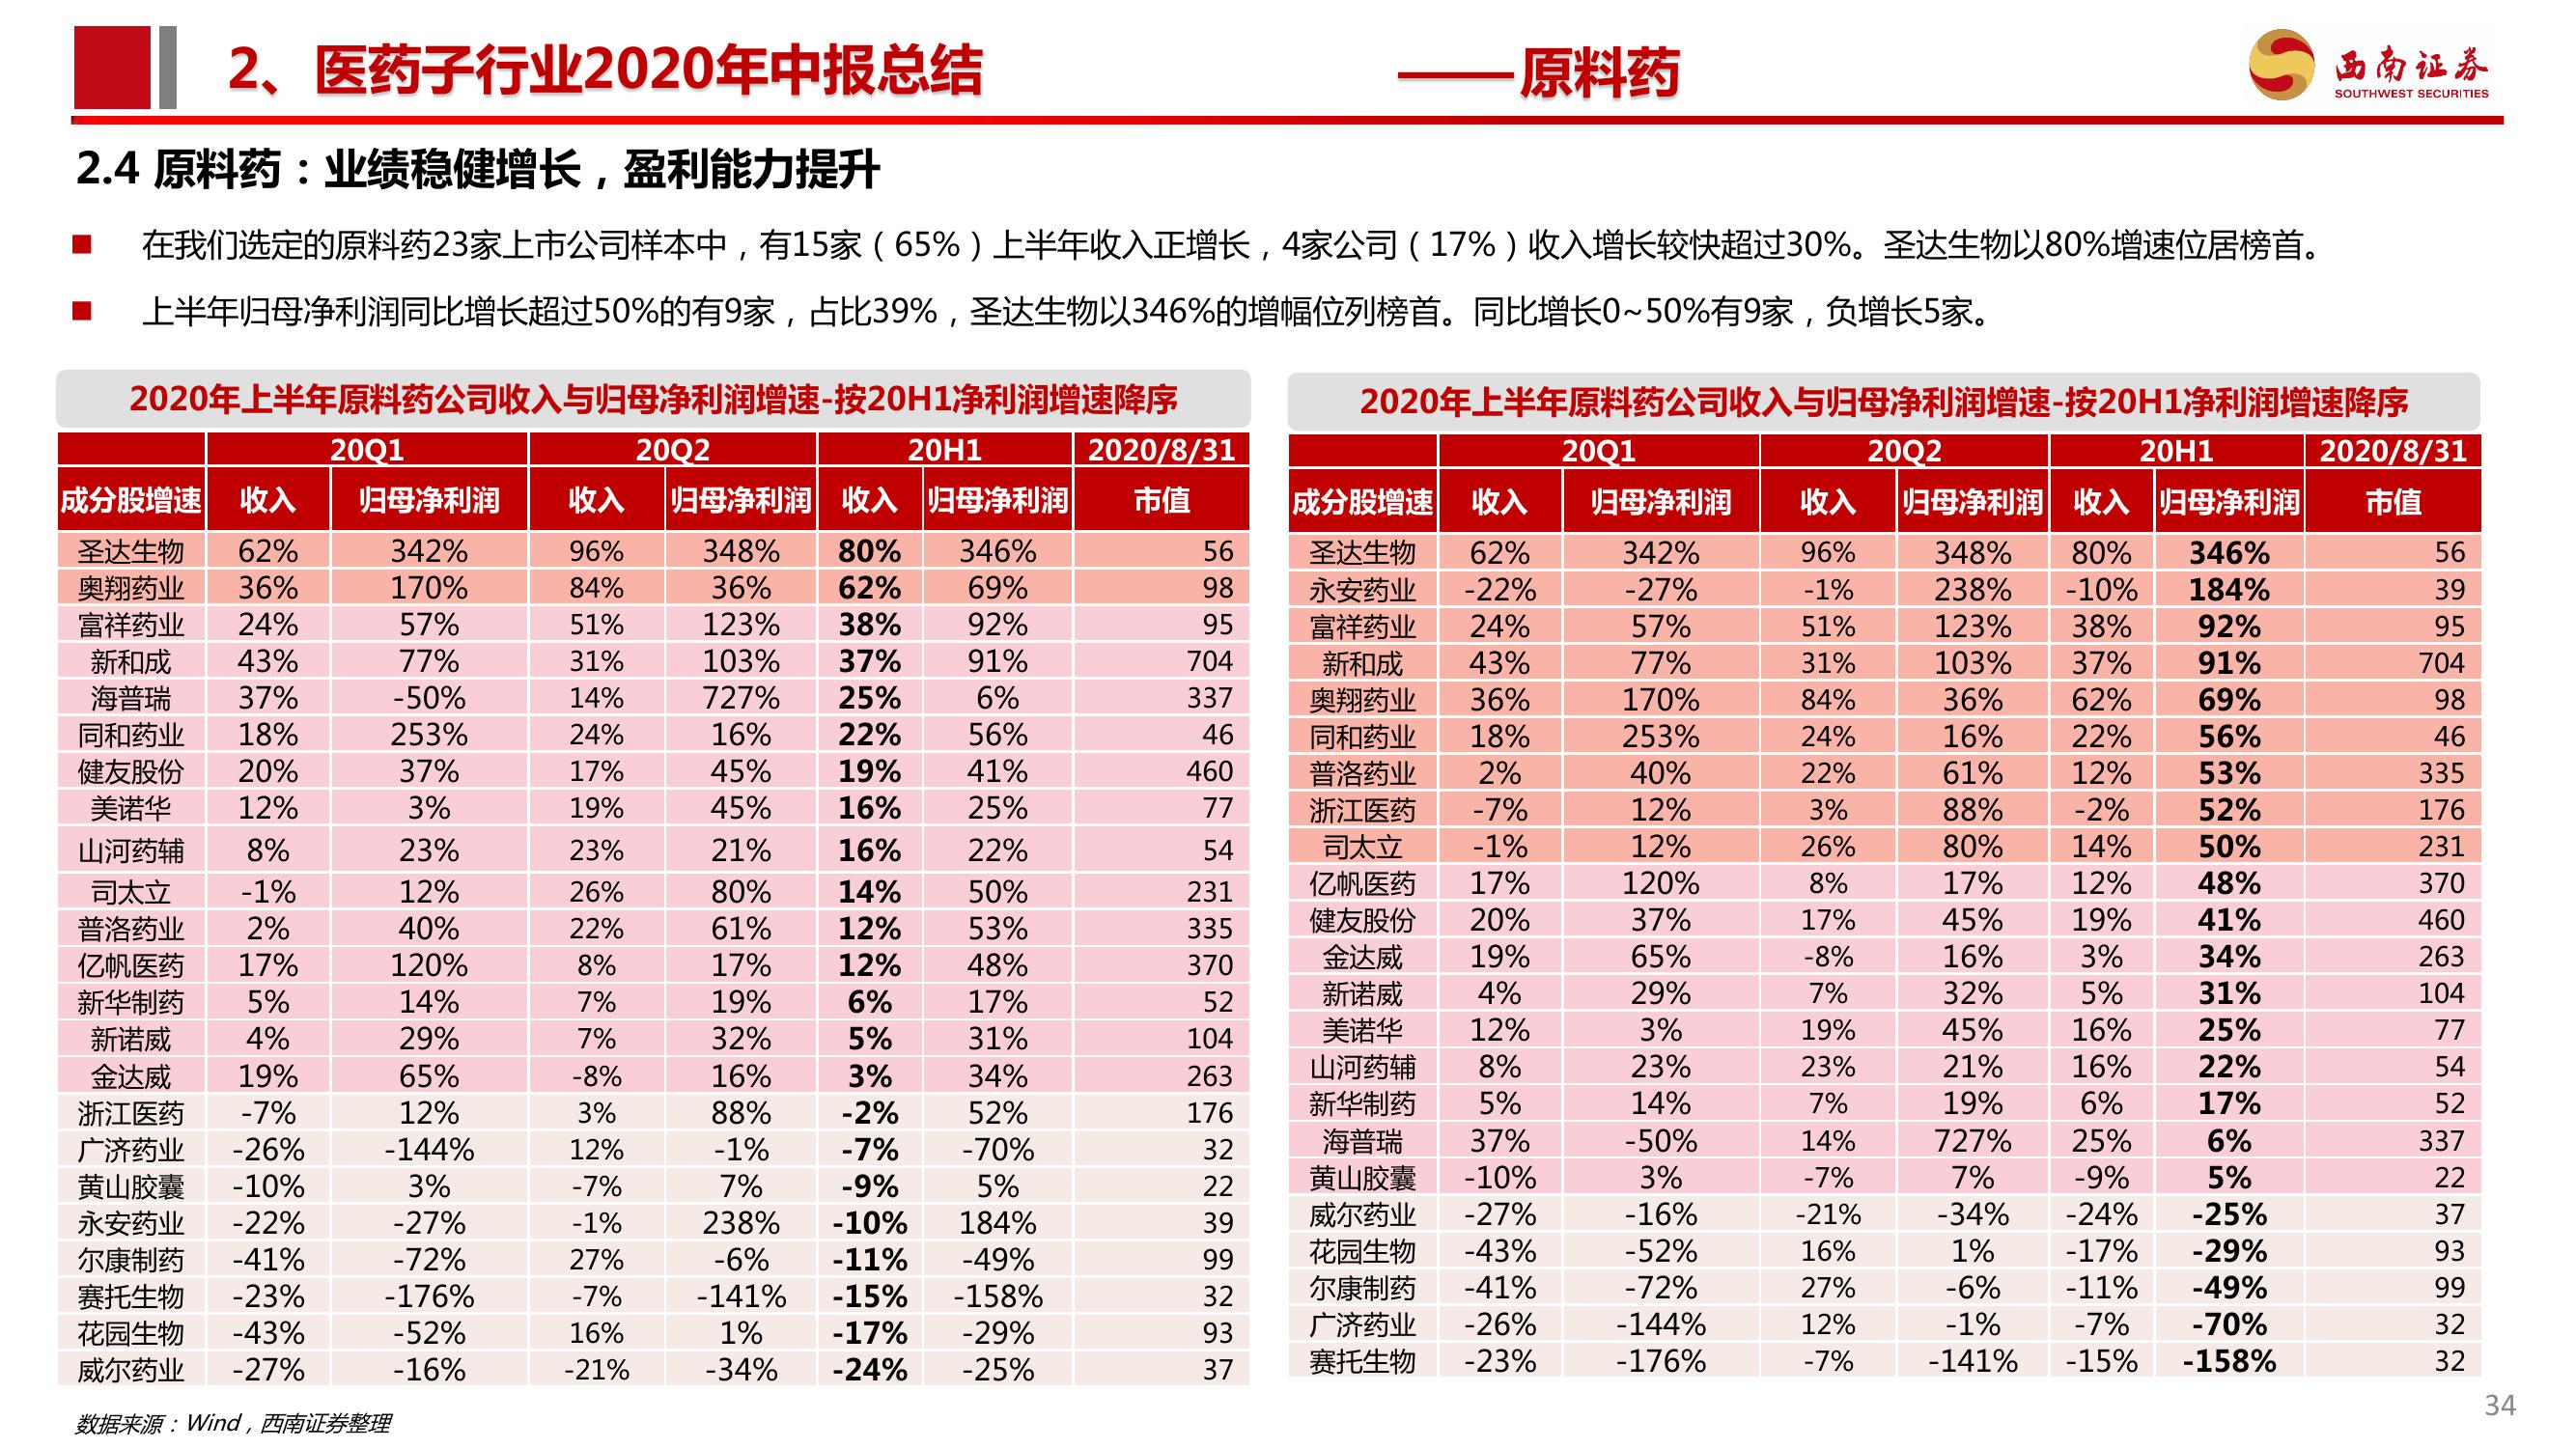 2、医药子行业2020年中报总结
——原料药
西南证券
SOUTHWEST SECURITIES
2.4 原料药：业绩稳健增长，盈利能力提升
■ 在我们选定的原料药23家上市公司样本中，有15家（65%）上半年收入正增长，4家公司（17%）收入增长较快超过30%。圣达生物以80%增速位居榜首。
■ 上半年归母净利润同比增长超过50%的有9家，占比39%，圣达生物以346%的增幅位列榜首。同比增长0~50%有9家，负增长5家。
2020年上半年原料药公司收入与归母净利润增速-按20H1净利润增速降序
20Q1 20Q2 20H1 2020/8/31
成分股增速 收入 归母净利润 收入 归母净利润 收入 归母净利润 市值
圣达生物 62% 342% 96% 348% 80% 346% 56
奥翔药业 36% 170% 84% 36% 62% 69% 98
富祥药业 24% 57% 51% 123% 38% 92% 95
新和成 43% 77% 31% 103% 37% 91% 704
海普瑞 37% -50% 14% 727% 25% 6% 337
同和药业 18% 253% 24% 16% 22% 56% 46
健友股份 20% 37% 17% 45% 19% 41% 460
美诺华 12% 3% 19% 45% 16% 25% 77
山河药辅 8% 23% 23% 21% 16% 22% 54
司太立 -1% 12% 26% 80% 14% 50% 231
普洛药业 2% 40% 22% 61% 12% 53% 335
亿帆医药 17% 120% 8% 17% 12% 48% 370
新华制药 5% 14% 7% 19% 6% 17% 52
新诺威 4% 29% 7% 32% 5% 31% 104
金达威 19% 65% -8% 16% 3% 34% 263
浙江医药 -7% 12% 3% 88% -2% 52% 176
广济药业 -26% -144% 12% -1% -7% -70% 32
黄山胶囊 -10% 3% -7% 7% -9% 5% 22
永安药业 -22% -27% -1% 238% -10% 184% 39
尔康制药 -41% -72% 27% -6% -11% -49% 99
赛托生物 -23% -176% -7% -141% -15% -158% 32
花园生物 -43% -52% 16% 1% -17% -29% 93
威尔药业 -27% -16% -21% -34% -24% -25% 37
2020年上半年原料药公司收入与归母净利润增速-按20H1净利润增速降序
20Q1 20Q2 20H1 2020/8/31
成分股增速 收入 归母净利润 收入 归母净利润 收入 归母净利润 市值
圣达生物 62% 342% 96% 348% 80% 346% 56
永安药业 -22% -27% -1% 238% -10% 184% 39
富祥药业 24% 57% 51% 123% 38% 92% 95
新和成 43% 77% 31% 103% 37% 91% 704
奥翔药业 36% 170% 84% 36% 62% 69% 98
同和药业 18% 253% 24% 16% 22% 56% 46
普洛药业 2% 40% 22% 61% 12% 53% 335
浙江医药 -7% 12% 3% 88% -2% 52% 176
司太立 -1% 12% 26% 80% 14% 50% 231
亿帆医药 17% 120% 8% 17% 12% 48% 370
健友股份 20% 37% 17% 45% 19% 41% 460
金达威 19% 65% -8% 16% 3% 34% 263
新诺威 4% 29% 7% 32% 5% 31% 104
美诺华 12% 3% 19% 45% 16% 25% 77
山河药辅 8% 23% 23% 21% 16% 22% 54
新华制药 5% 14% 7% 19% 6% 17% 52
海普瑞 37% -50% 14% 727% 25% 6% 337
黄山胶囊 -10% 3% -7% 7% -9% 5% 22
威尔药业 -27% -16% -21% -34% -24% -25% 37
花园生物 -43% -52% 16% 1% -17% -29% 93
尔康制药 -41% -72% 27% -6% -11% -49% 99
广济药业 -26% -144% 12% -1% -7% -70% 32
赛托生物 -23% -176% -7% -141% -15% -158% 32
数据来源：Wind，西南证券整理
34